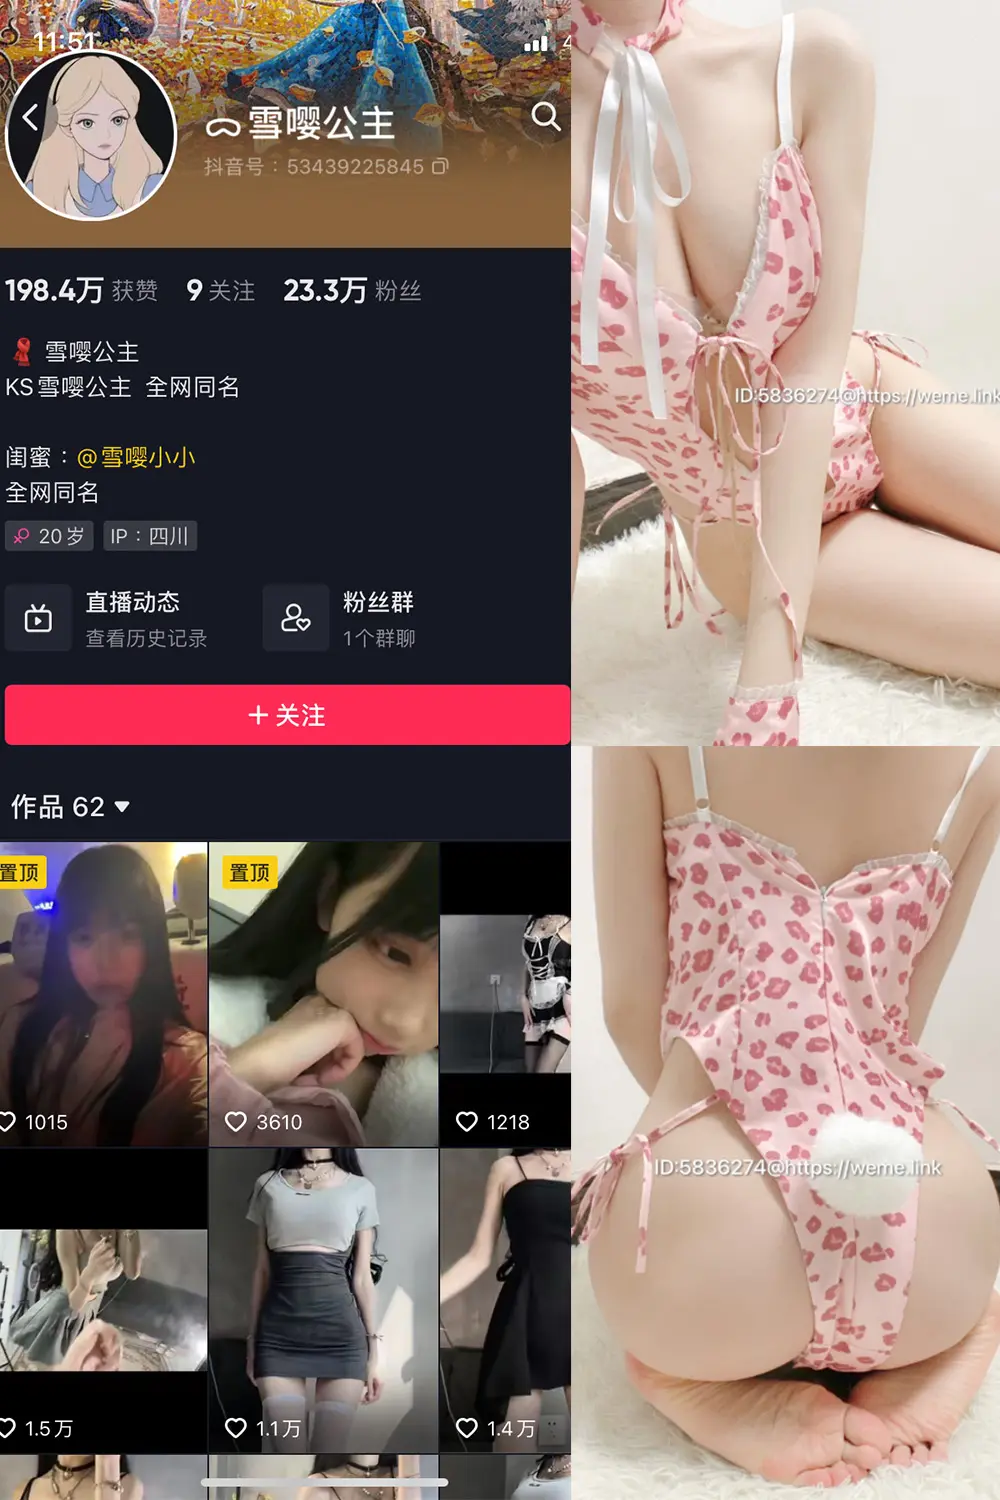 11:51
4
雪嘤公主
抖音号：53439225845
198.4万 获赞 9 关注 23.3万 粉丝
雪嘤公主
KS雪嘤公主 全网同名
闺蜜：@雪嘤小小
全网同名
20岁 IP：四川
直播动态
查看历史记录
粉丝群
1个群聊
+ 关注
作品 62
置顶
置顶
1015
3610
1218
1.5万
1.1万
1.4万
ID:5836274@https://weme.link
ID:5836274@https://weme.link